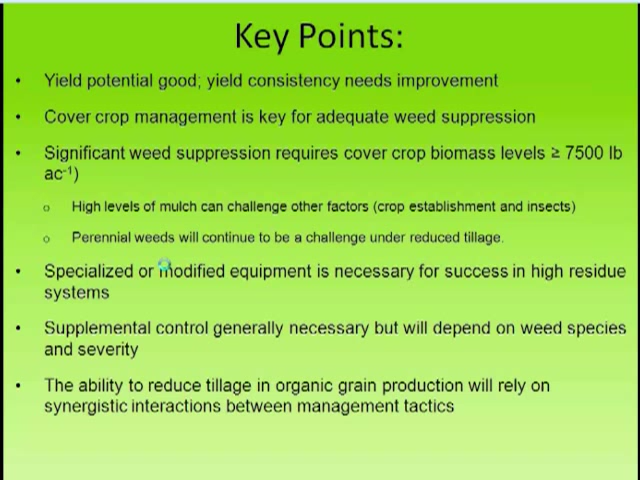 Key Points:
• Yield potential good; yield consistency needs improvement
• Cover crop management is key for adequate weed suppression
• Significant weed suppression requires cover crop biomass levels ≥ 7500 lb
ac⁻¹)
o High levels of mulch can challenge other factors (crop establishment and insects)
o Perennial weeds will continue to be a challenge under reduced tillage.
• Specialized or modified equipment is necessary for success in high residue
systems
• Supplemental control generally necessary but will depend on weed species
and severity
• The ability to reduce tillage in organic grain production will rely on
synergistic interactions between management tactics